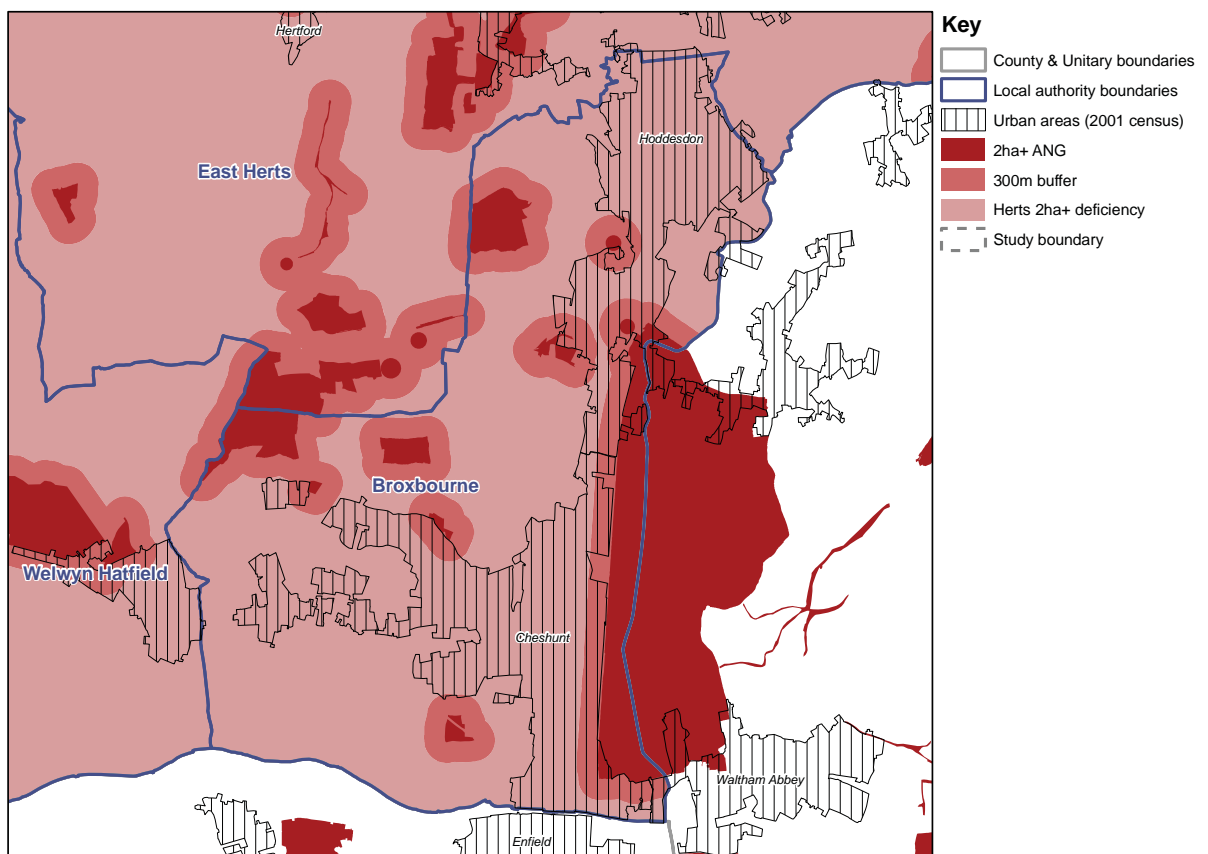 Hertford
Hoddesdon
East Herts
Broxbourne
Welwyn Hatfield
Cheshunt
Waltham Abbey
Enfield
Key
County & Unitary boundaries
Local authority boundaries
Urban areas (2001 census)
2ha+ ANG
300m buffer
Herts 2ha+ deficiency
Study boundary